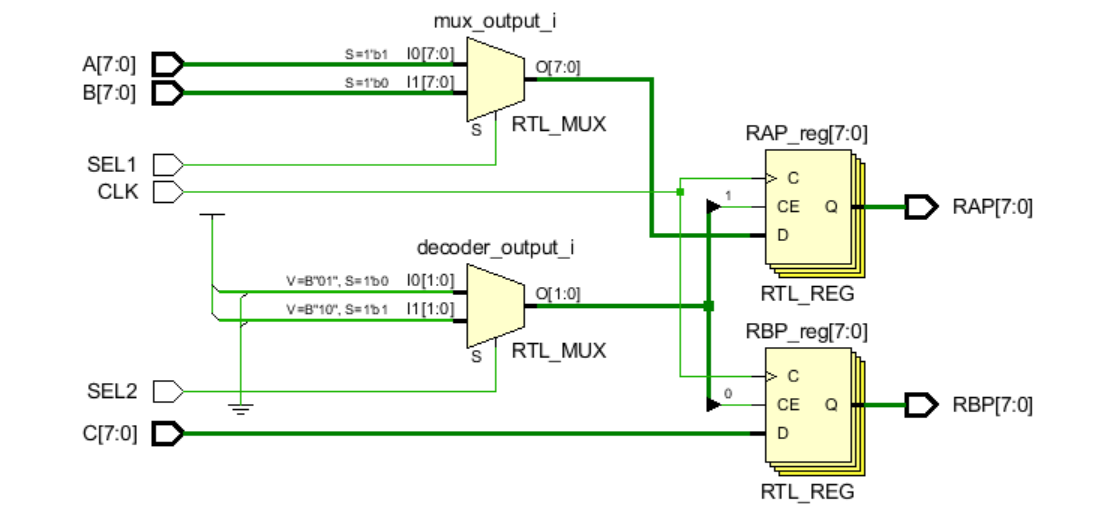 mux_output_i
A[7:0] S=1'b1 I0[7:0] O[7:0]
B[7:0] S=1'b0 I1[7:0]
S RTL_MUX
SEL1
CLK
RAP_reg[7:0]
C
1 CE Q RAP[7:0]
D
RTL_REG
decoder_output_i
V=B"01", S=1'b0 I0[1:0] O[1:0]
V=B"10", S=1'b1 I1[1:0]
S RTL_MUX
SEL2
C[7:0]
RBP_reg[7:0]
C
0 CE Q RBP[7:0]
D
RTL_REG